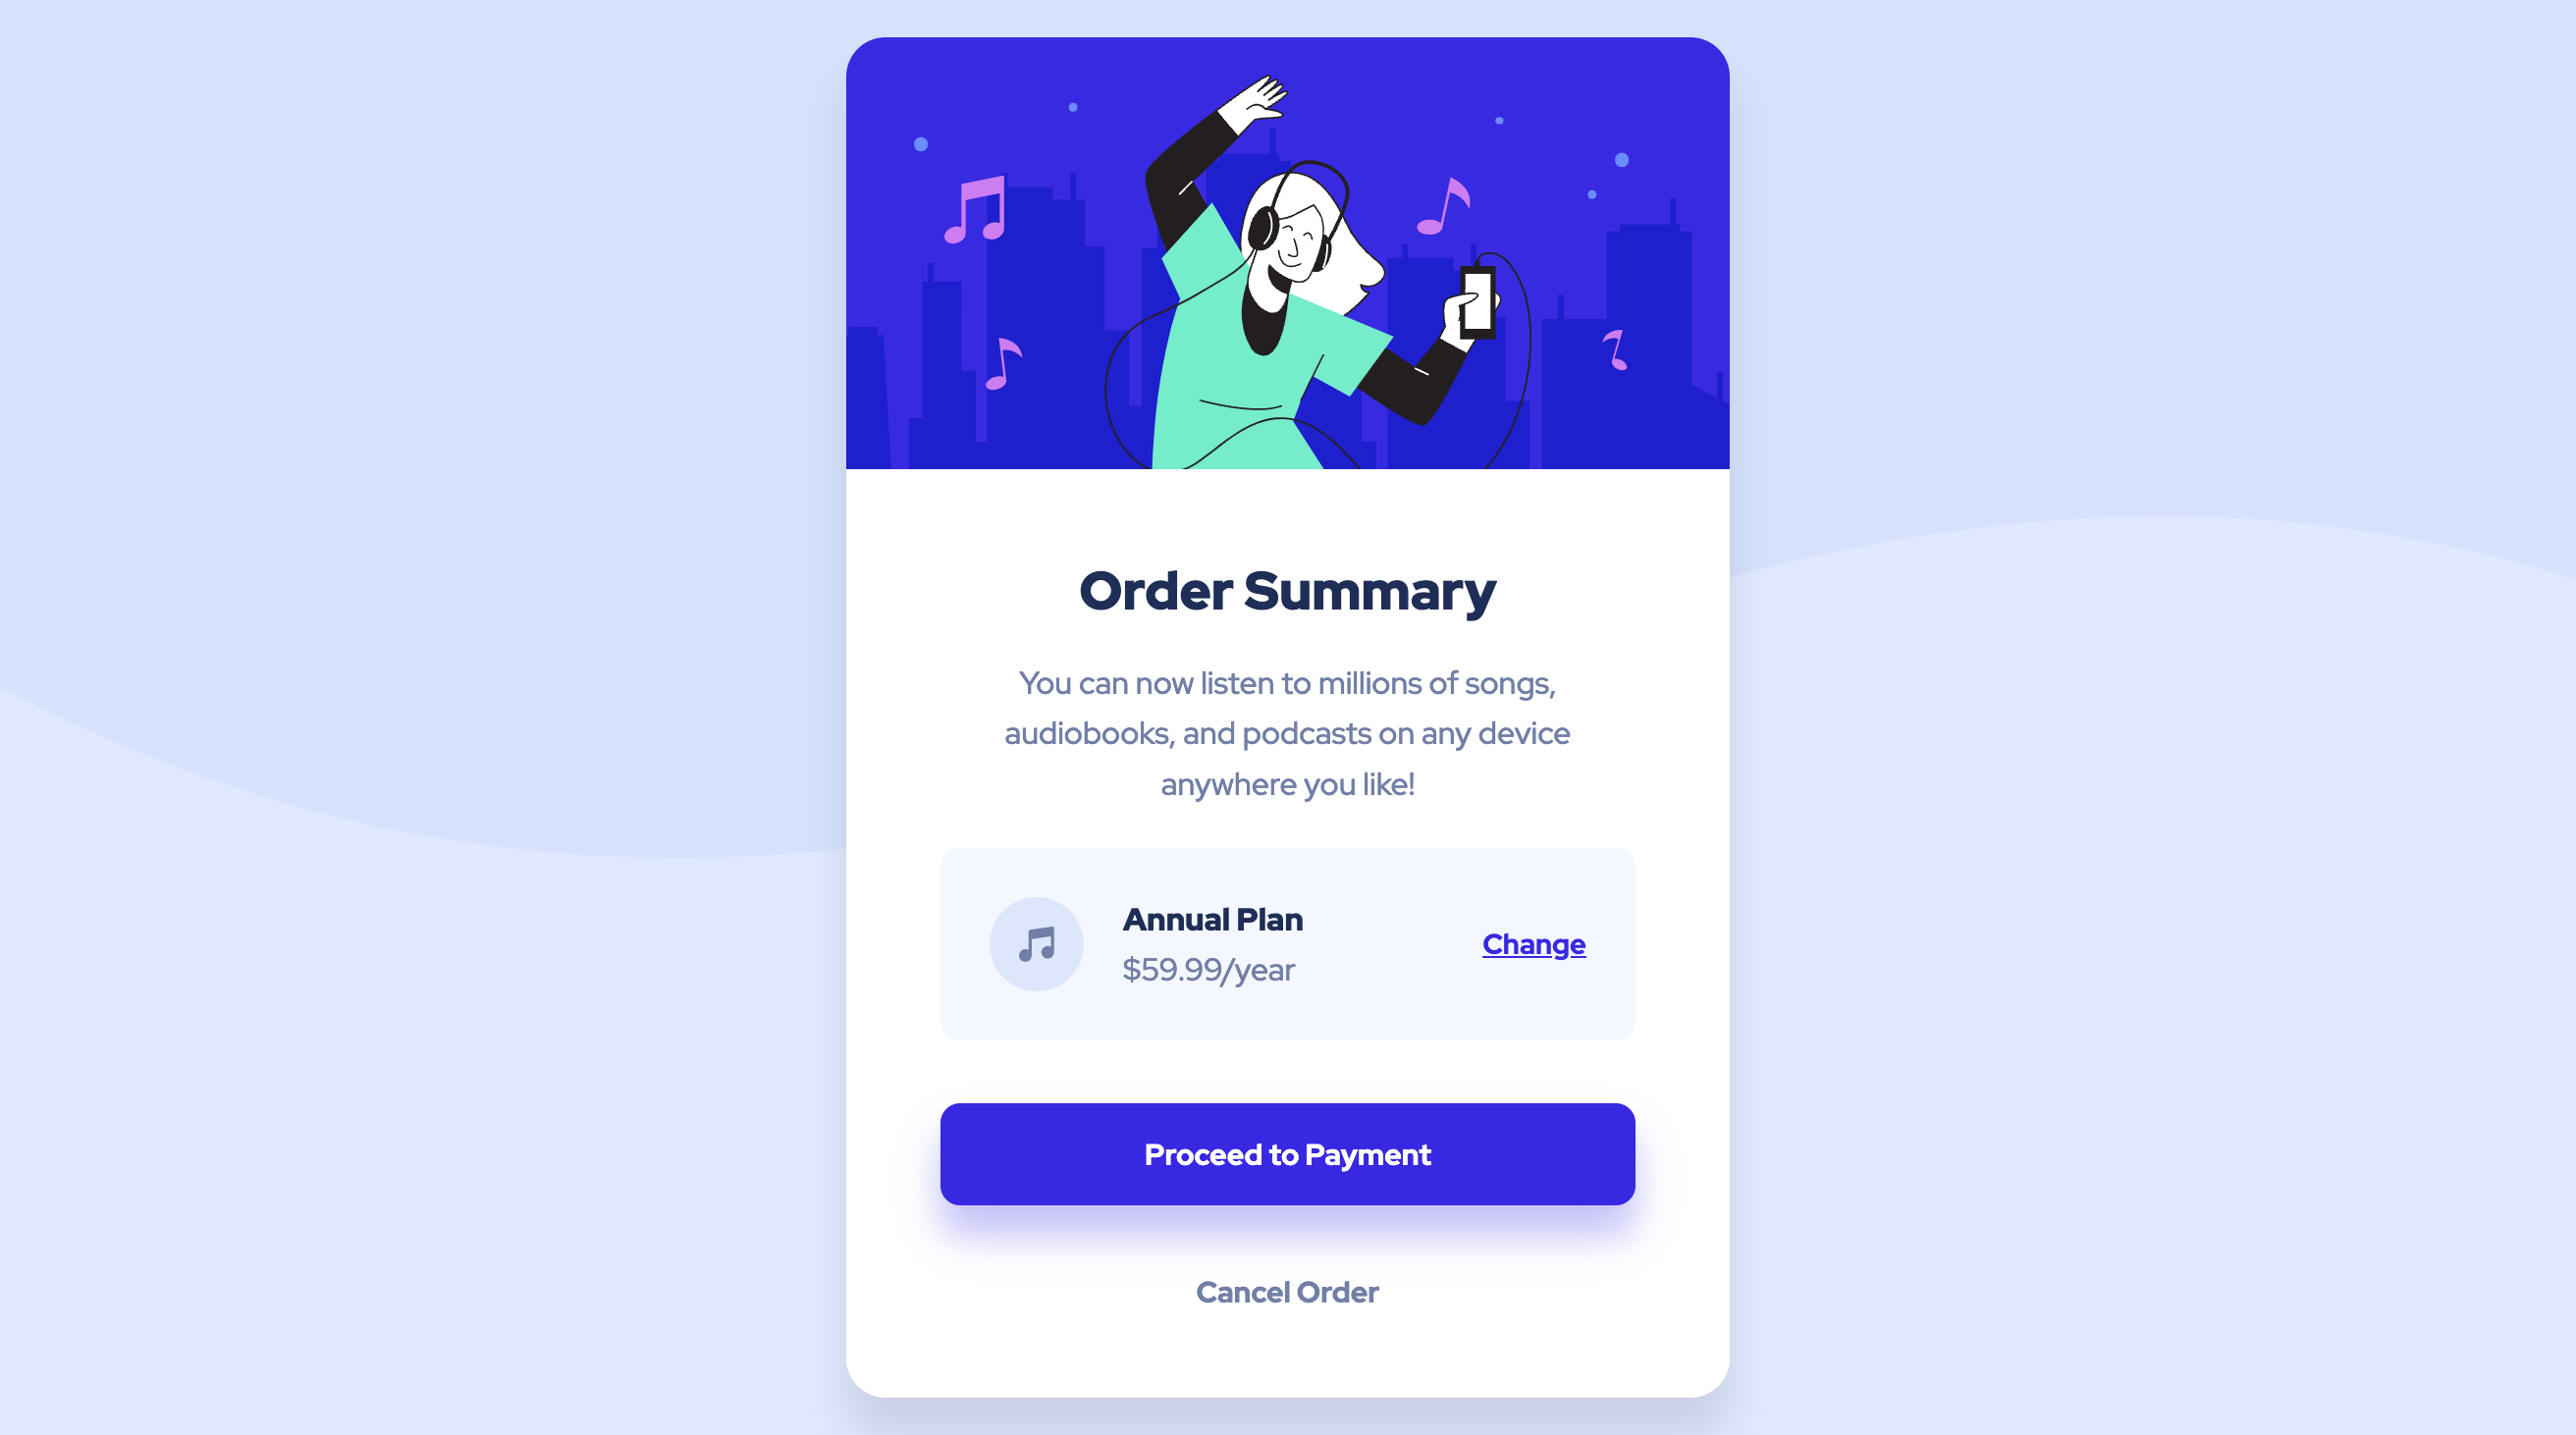 Order Summary
You can now listen to millions of songs,
audiobooks, and podcasts on any device
anywhere you like!
Annual Plan
$59.99/year
Change
Proceed to Payment
Cancel Order